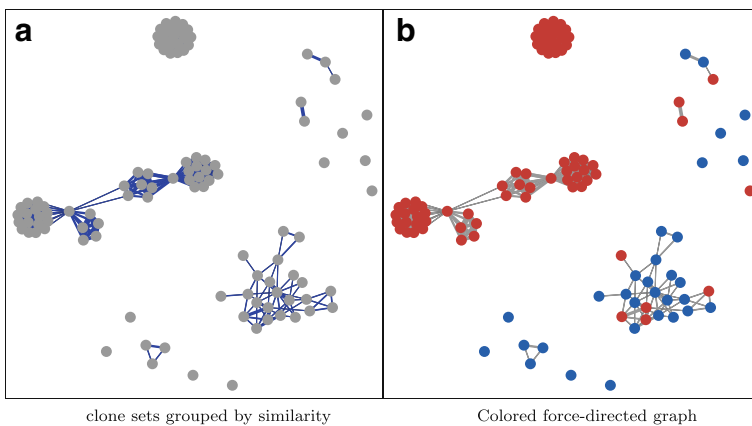 a
b
clone sets grouped by similarity
Colored force-directed graph